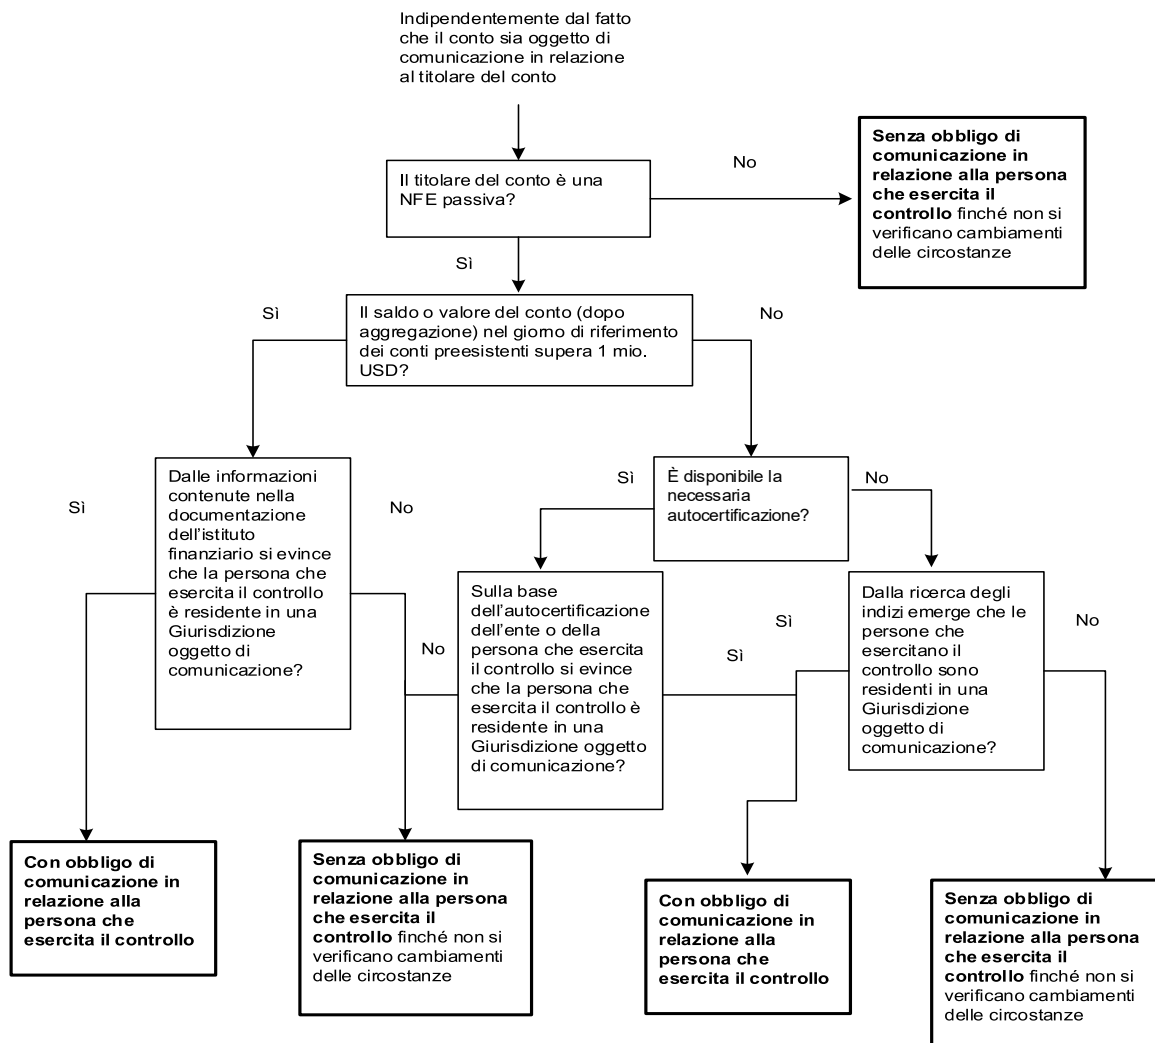 Indipendentemente dal fatto
che il conto sia oggetto di
comunicazione in relazione
al titolare del conto
Il titolare del conto è una
NFE passiva?
No
Senza obbligo di
comunicazione in
relazione alla persona
che esercita il
controllo finché non si
verificano cambiamenti
delle circostanze
Sì
Il saldo o valore del conto (dopo
aggregazione) nel giorno di riferimento
dei conti preesistenti supera 1 mio.
USD?
Sì
No
Dalle informazioni
contenute nella
documentazione
dell'istituto
finanziario si evince
che la persona che
esercita il controllo
è residente in una
Giurisdizione
oggetto di
comunicazione?
Sì
No
È disponibile la
necessaria
autocertificazione?
Sì
No
Sulla base
dell'autocertificazione
dell'ente o della
persona che esercita
il controllo si evince
che la persona che
esercita il controllo è
residente in una
Giurisdizione oggetto
di comunicazione?
No
Sì
Dalla ricerca degli
indizi emerge che le
persone che
esercitano il
controllo sono
residenti in una
Giurisdizione
oggetto di
comunicazione?
Sì
No
Con obbligo di
comunicazione in
relazione alla
persona che
esercita il controllo
Senza obbligo di
comunicazione in
relazione alla persona
che esercita il
controllo finché non si
verificano cambiamenti
delle circostanze
Con obbligo di
comunicazione in
relazione alla
persona che
esercita il controllo
Senza obbligo di
comunicazione in
relazione alla persona
che esercita il
controllo finché non si
verificano cambiamenti
delle circostanze